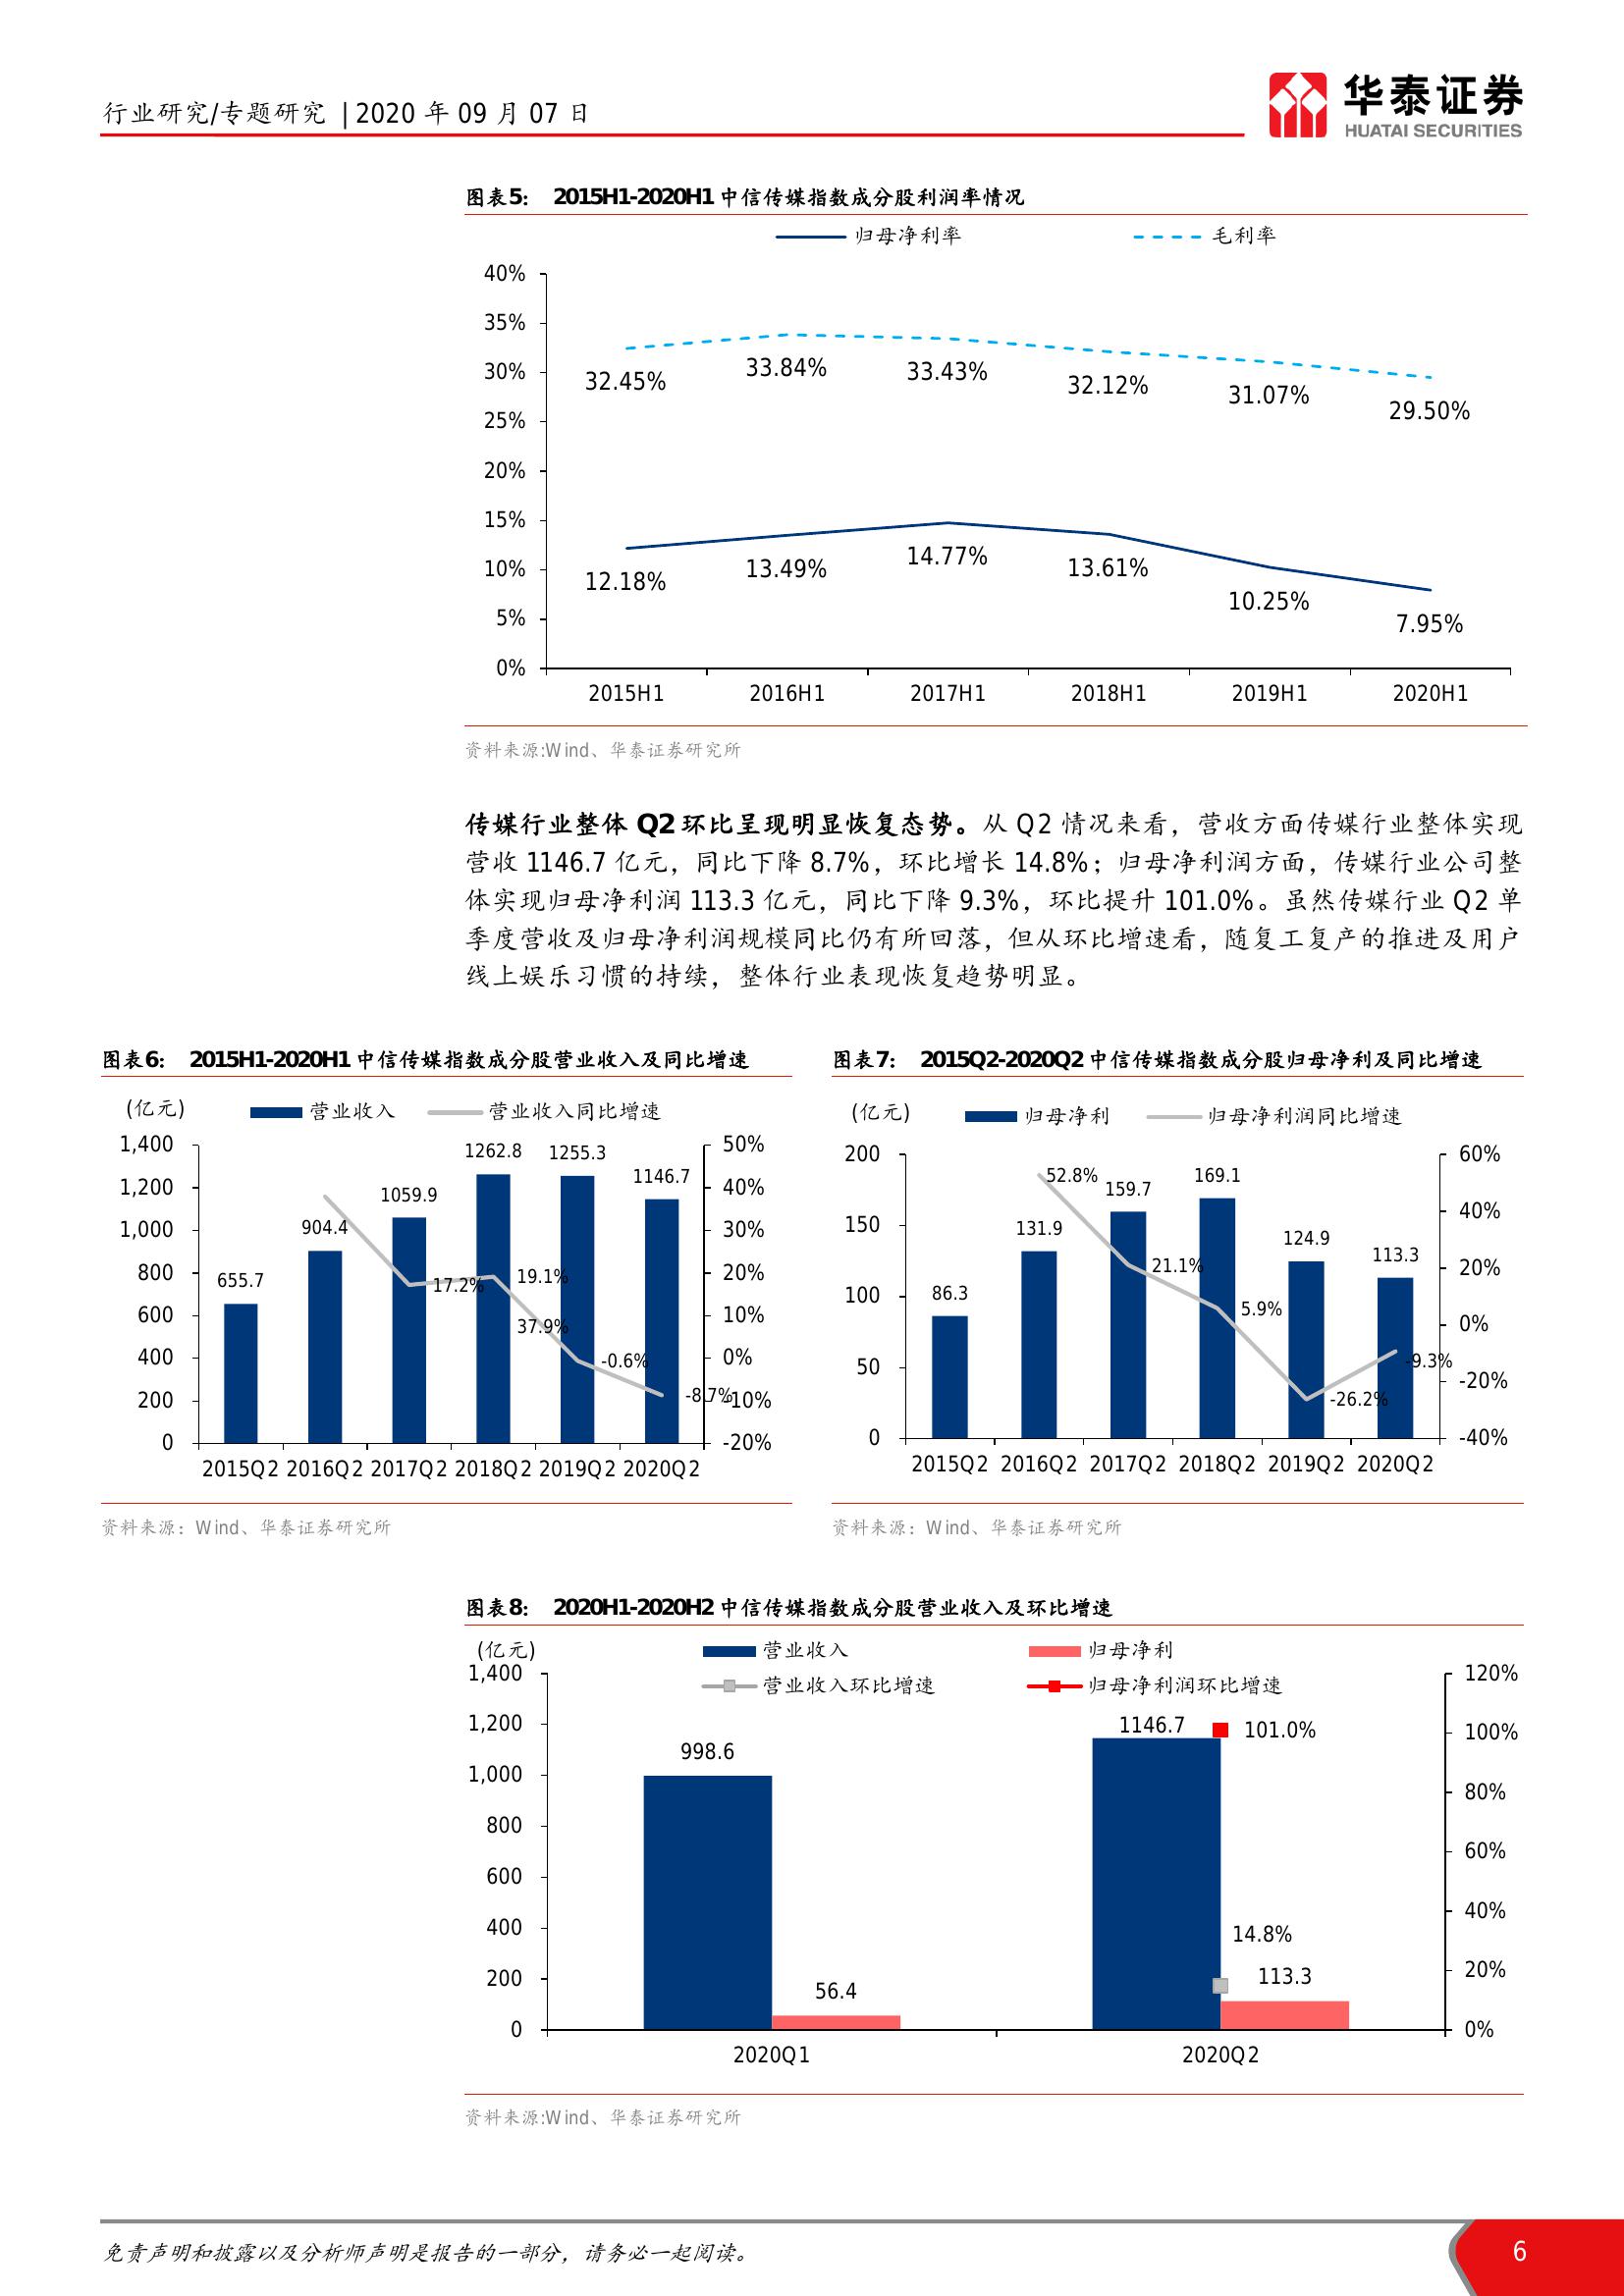 行业研究/专题研究 | 2020 年 09 月 07 日
华泰证券
HUATAI SECURITIES
图表5： 2015H1-2020H1 中信传媒指数成分股利润率情况
归母净利率 毛利率
40%
35%
30%
25%
20%
15%
10%
5%
0%
32.45% 33.84% 33.43% 32.12% 31.07% 29.50%
12.18% 13.49% 14.77% 13.61% 10.25% 7.95%
2015H1 2016H1 2017H1 2018H1 2019H1 2020H1
资料来源:Wind、华泰证券研究所
传媒行业整体 Q2 环比呈现明显恢复态势。从 Q2 情况来看，营收方面传媒行业整体实现
营收 1146.7 亿元，同比下降 8.7%，环比增长 14.8%；归母净利润方面，传媒行业公司整
体实现归母净利润 113.3 亿元，同比下降 9.3%，环比提升 101.0%。虽然传媒行业 Q2 单
季度营收及归母净利润规模同比仍有所回落，但从环比增速看，随复工复产的推进及用户
线上娱乐习惯的持续，整体行业表现恢复趋势明显。
图表6： 2015H1-2020H1 中信传媒指数成分股营业收入及同比增速
(亿元) 营业收入 营业收入同比增速
1,400
1,200
1,000
800
600
400
200
0
655.7 904.4 1059.9 1262.8 1255.3 1146.7
17.2% 19.1% 37.9% -0.6% -8.7%
50%
40%
30%
20%
10%
0%
-10%
-20%
2015Q2 2016Q2 2017Q2 2018Q2 2019Q2 2020Q2
资料来源：Wind、华泰证券研究所
图表7： 2015Q2-2020Q2 中信传媒指数成分股归母净利及同比增速
(亿元) 归母净利 归母净利润同比增速
200
150
100
50
0
86.3 131.9 159.7 169.1 124.9 113.3
52.8% 21.1% 5.9% -26.2% -9.3%
60%
40%
20%
0%
-20%
-40%
2015Q2 2016Q2 2017Q2 2018Q2 2019Q2 2020Q2
资料来源：Wind、华泰证券研究所
图表8： 2020H1-2020H2 中信传媒指数成分股营业收入及环比增速
(亿元) 营业收入 归母净利
营业收入环比增速 归母净利润环比增速
1,400
1,200
1,000
800
600
400
200
0
998.6 56.4 1146.7 101.0% 14.8% 113.3
120%
100%
80%
60%
40%
20%
0%
2020Q1 2020Q2
资料来源:Wind、华泰证券研究所
免责声明和披露以及分析师声明是报告的一部分，请务必一起阅读。 6